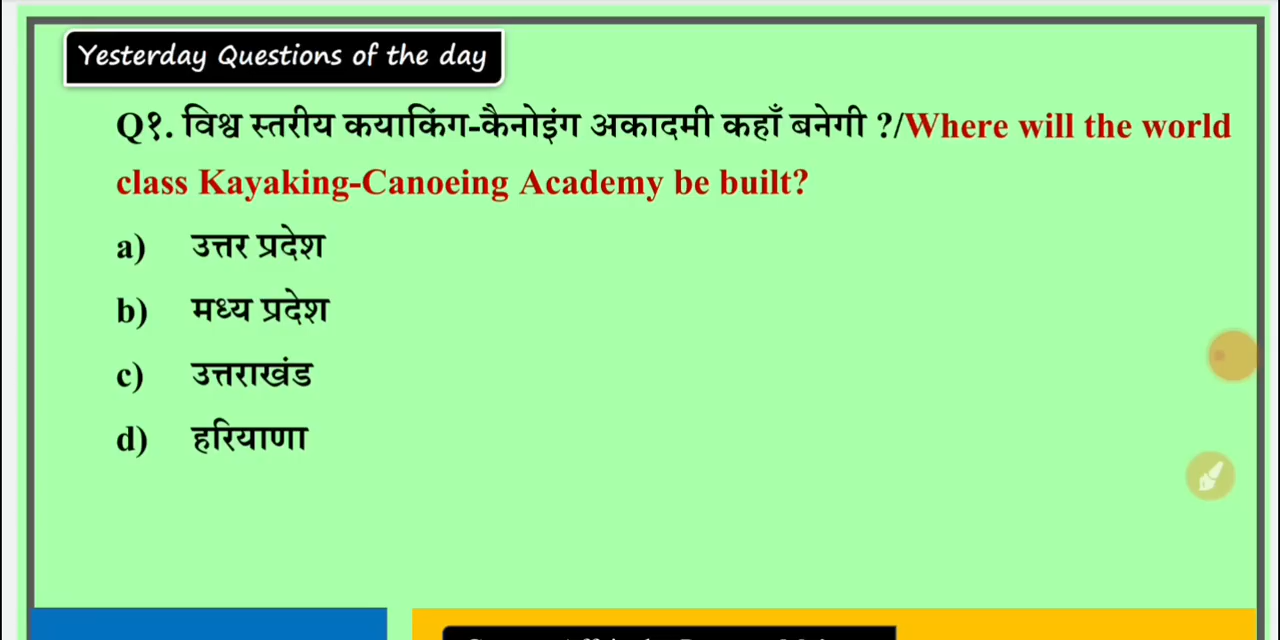 Yesterday Questions of the day
Q१. विश्व स्तरीय कयाकिंग-कैनोइंग अकादमी कहाँ बनेगी ?/Where will the world
class Kayaking-Canoeing Academy be built?
a) उत्तर प्रदेश
b) मध्य प्रदेश
c) उत्तराखंड
d) हरियाणा